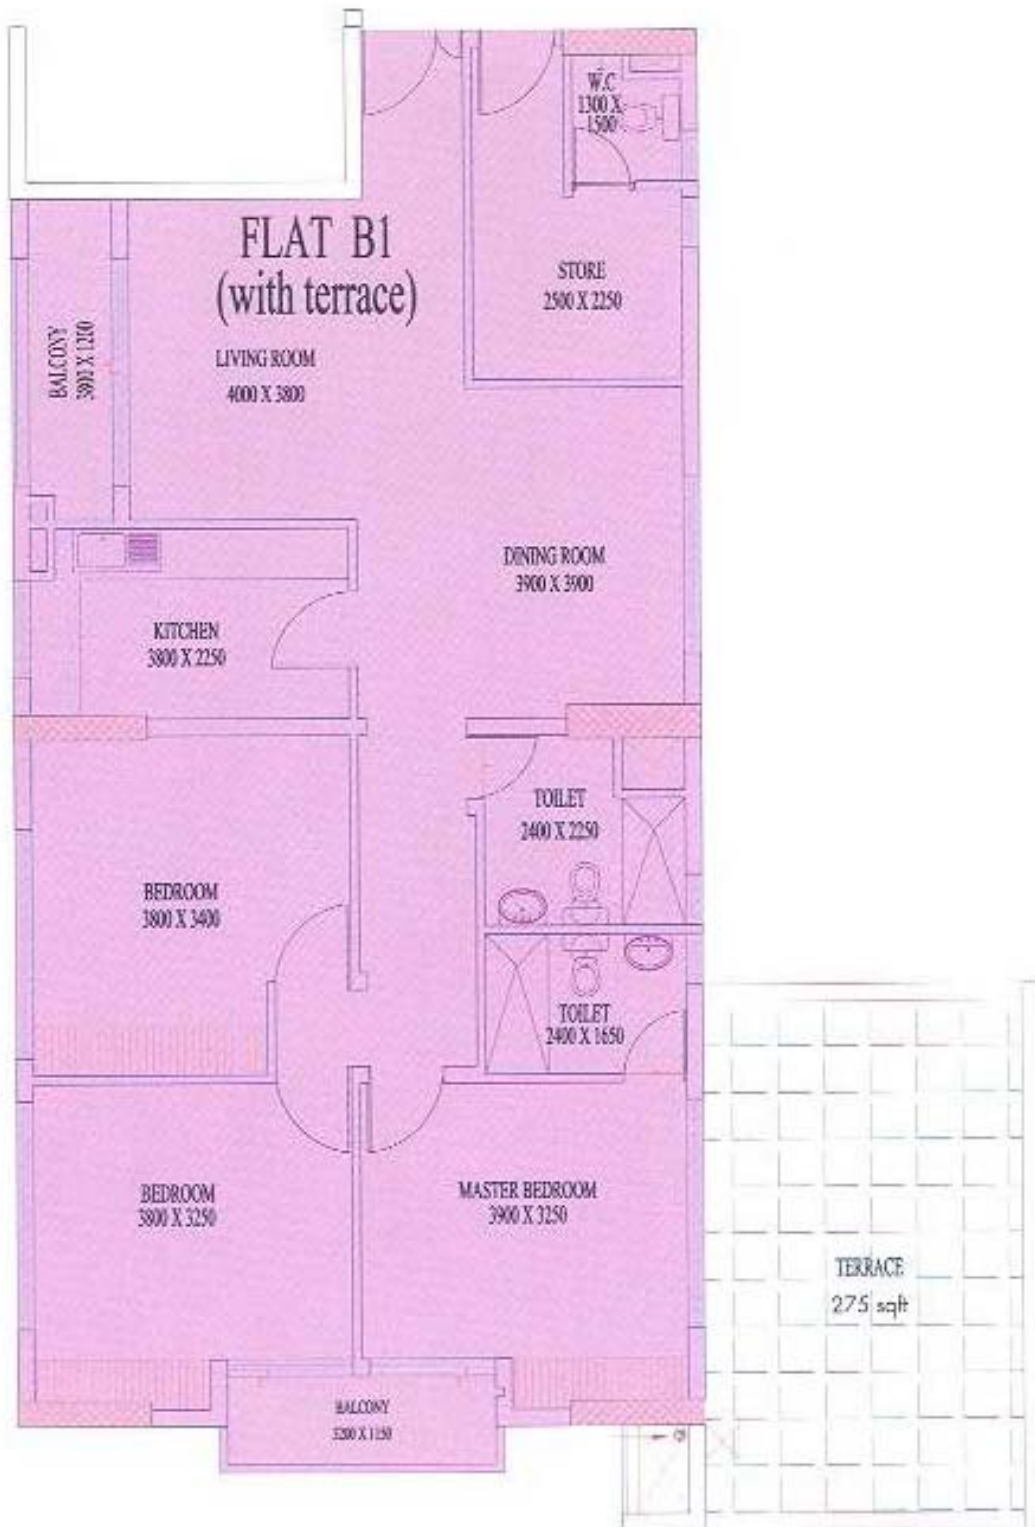 W.C
1300 X
1500
FLAT B1
(with terrace)
STORE
2500 X 2250
BALCONY
3800 X 1200
LIVING ROOM
4000 X 3800
DINING ROOM
3900 X 3900
KITCHEN
3800 X 2250
TOILET
2400 X 2250
BEDROOM
3800 X 3400
TOILET
2400 X 1650
BEDROOM
3800 X 3250
MASTER BEDROOM
3900 X 3250
TERRACE
275 sqft
BALCONY
3200 X 1150